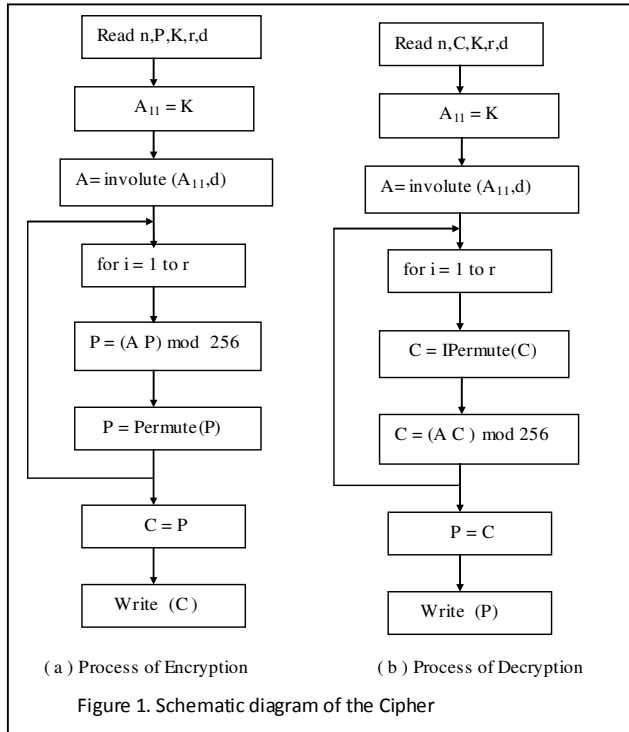 Read n,P,K,r,d
A11 = K
A= involute (A11,d)
for i = 1 to r
P = (A P) mod 256
P = Permute(P)
C = P
Write (C)
( a ) Process of Encryption
Read n,C,K,r,d
A11 = K
A= involute (A11,d)
for i = 1 to r
C = IPermute(C)
C = (A C ) mod 256
P = C
Write (P)
( b ) Process of Decryption
Figure 1. Schematic diagram of the Cipher